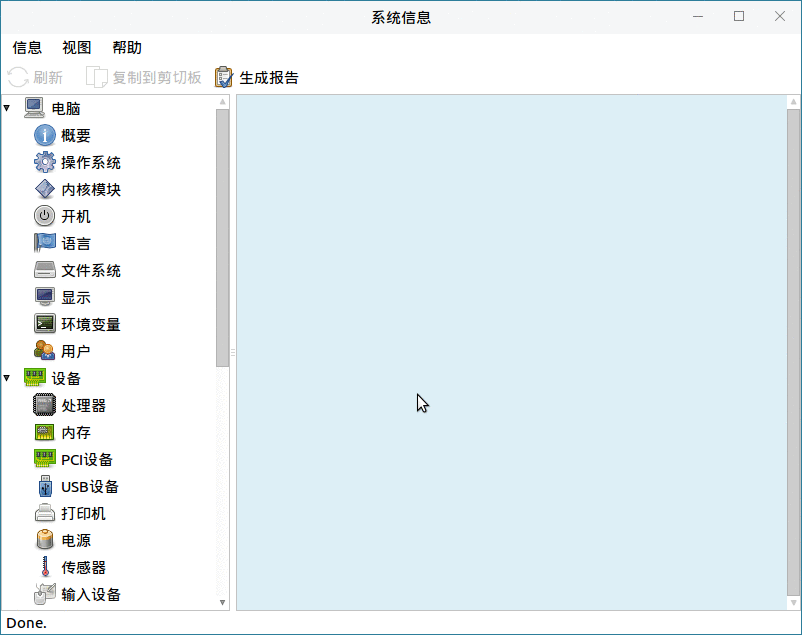 系统信息
信息 视图 帮助
刷新 复制到剪切板 生成报告
电脑
概要
操作系统
内核模块
开机
语言
文件系统
显示
环境变量
用户
设备
处理器
内存
PCI设备
USB设备
打印机
电源
传感器
输入设备
Done.